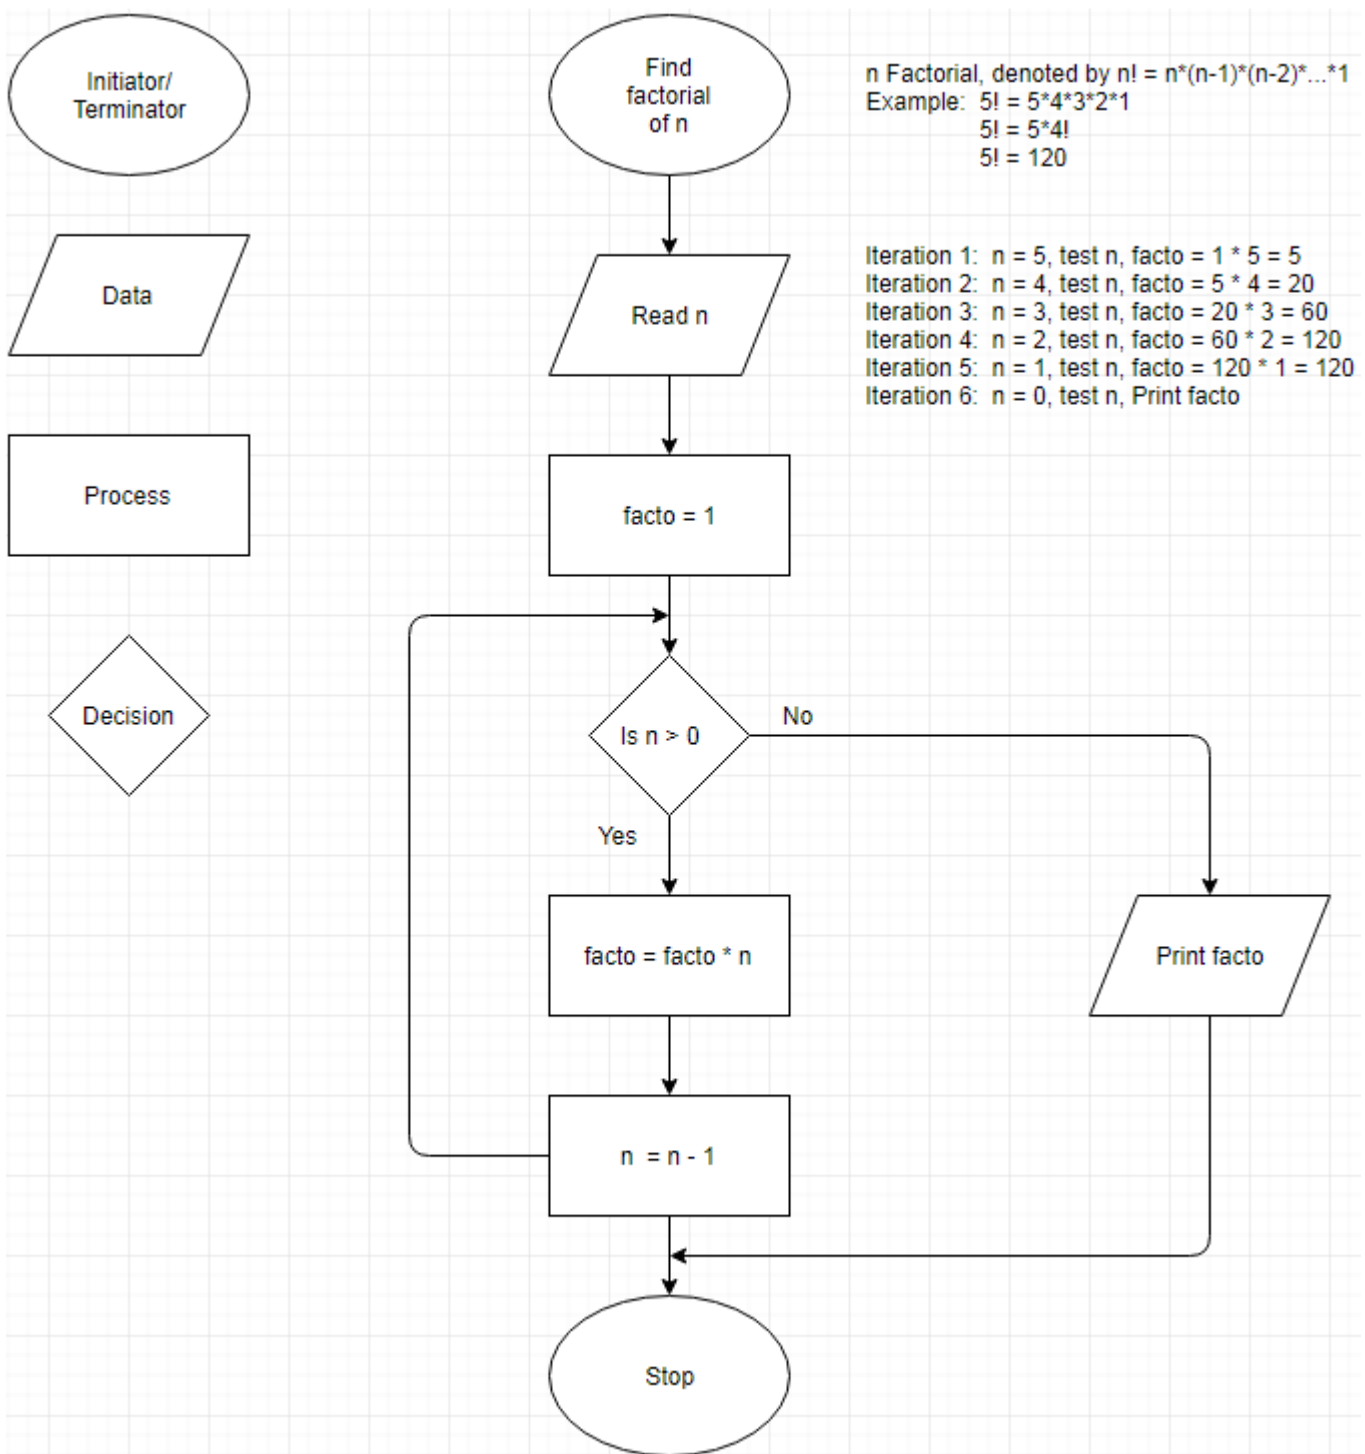 Initiator/
Terminator
Data
Process
Decision
Find
factorial
of n
Read n
facto = 1
Is n > 0
No
Yes
facto = facto * n
Print facto
n  = n - 1
Stop
n Factorial, denoted by n! = n*(n-1)*(n-2)*...*1
Example:  5! = 5*4*3*2*1
5! = 5*4!
5! = 120
Iteration 1:  n = 5, test n, facto = 1 * 5 = 5
Iteration 2:  n = 4, test n, facto = 5 * 4 = 20
Iteration 3:  n = 3, test n, facto = 20 * 3 = 60
Iteration 4:  n = 2, test n, facto = 60 * 2 = 120
Iteration 5:  n = 1, test n, facto = 120 * 1 = 120
Iteration 6:  n = 0, test n, Print facto